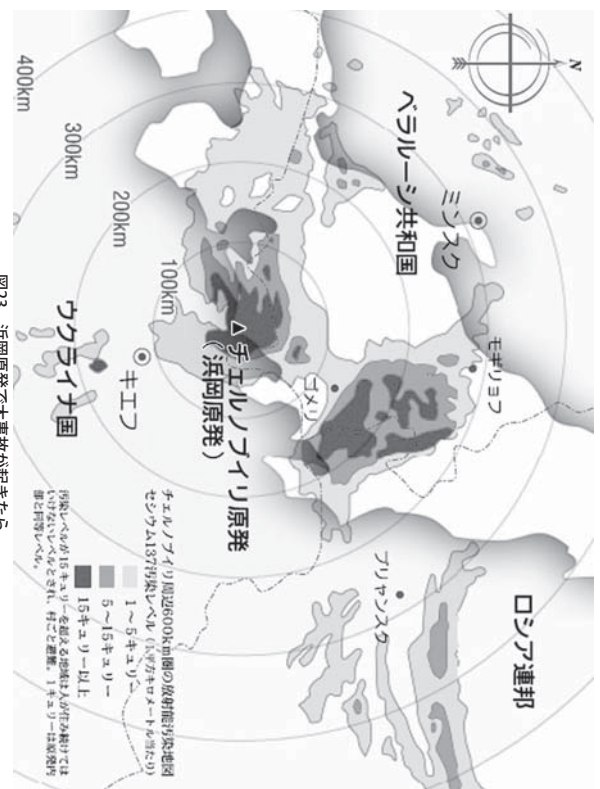 N
ベラルーシ共和国
ミンスク
モギリョフ
ロシア連邦
ブリヤンスク
ゴメリ
▲チェルノブイリ原発
（浜岡原発）
キエフ
ウクライナ国
100km
200km
300km
400km
チェルノブイリ周辺600km圏の放射能汚染地図
セシウム137汚染レベル（1平方キロメートル当たり）
1〜5キュリー
5〜15キュリー
15キュリー以上
汚染レベルが15キュリーを超える地域は人が住み続けては
いけないレベルとされ、村ごと避難。1キュリーは原発内
部と同等レベル。
図23　浜岡原発で大事故が起きたら